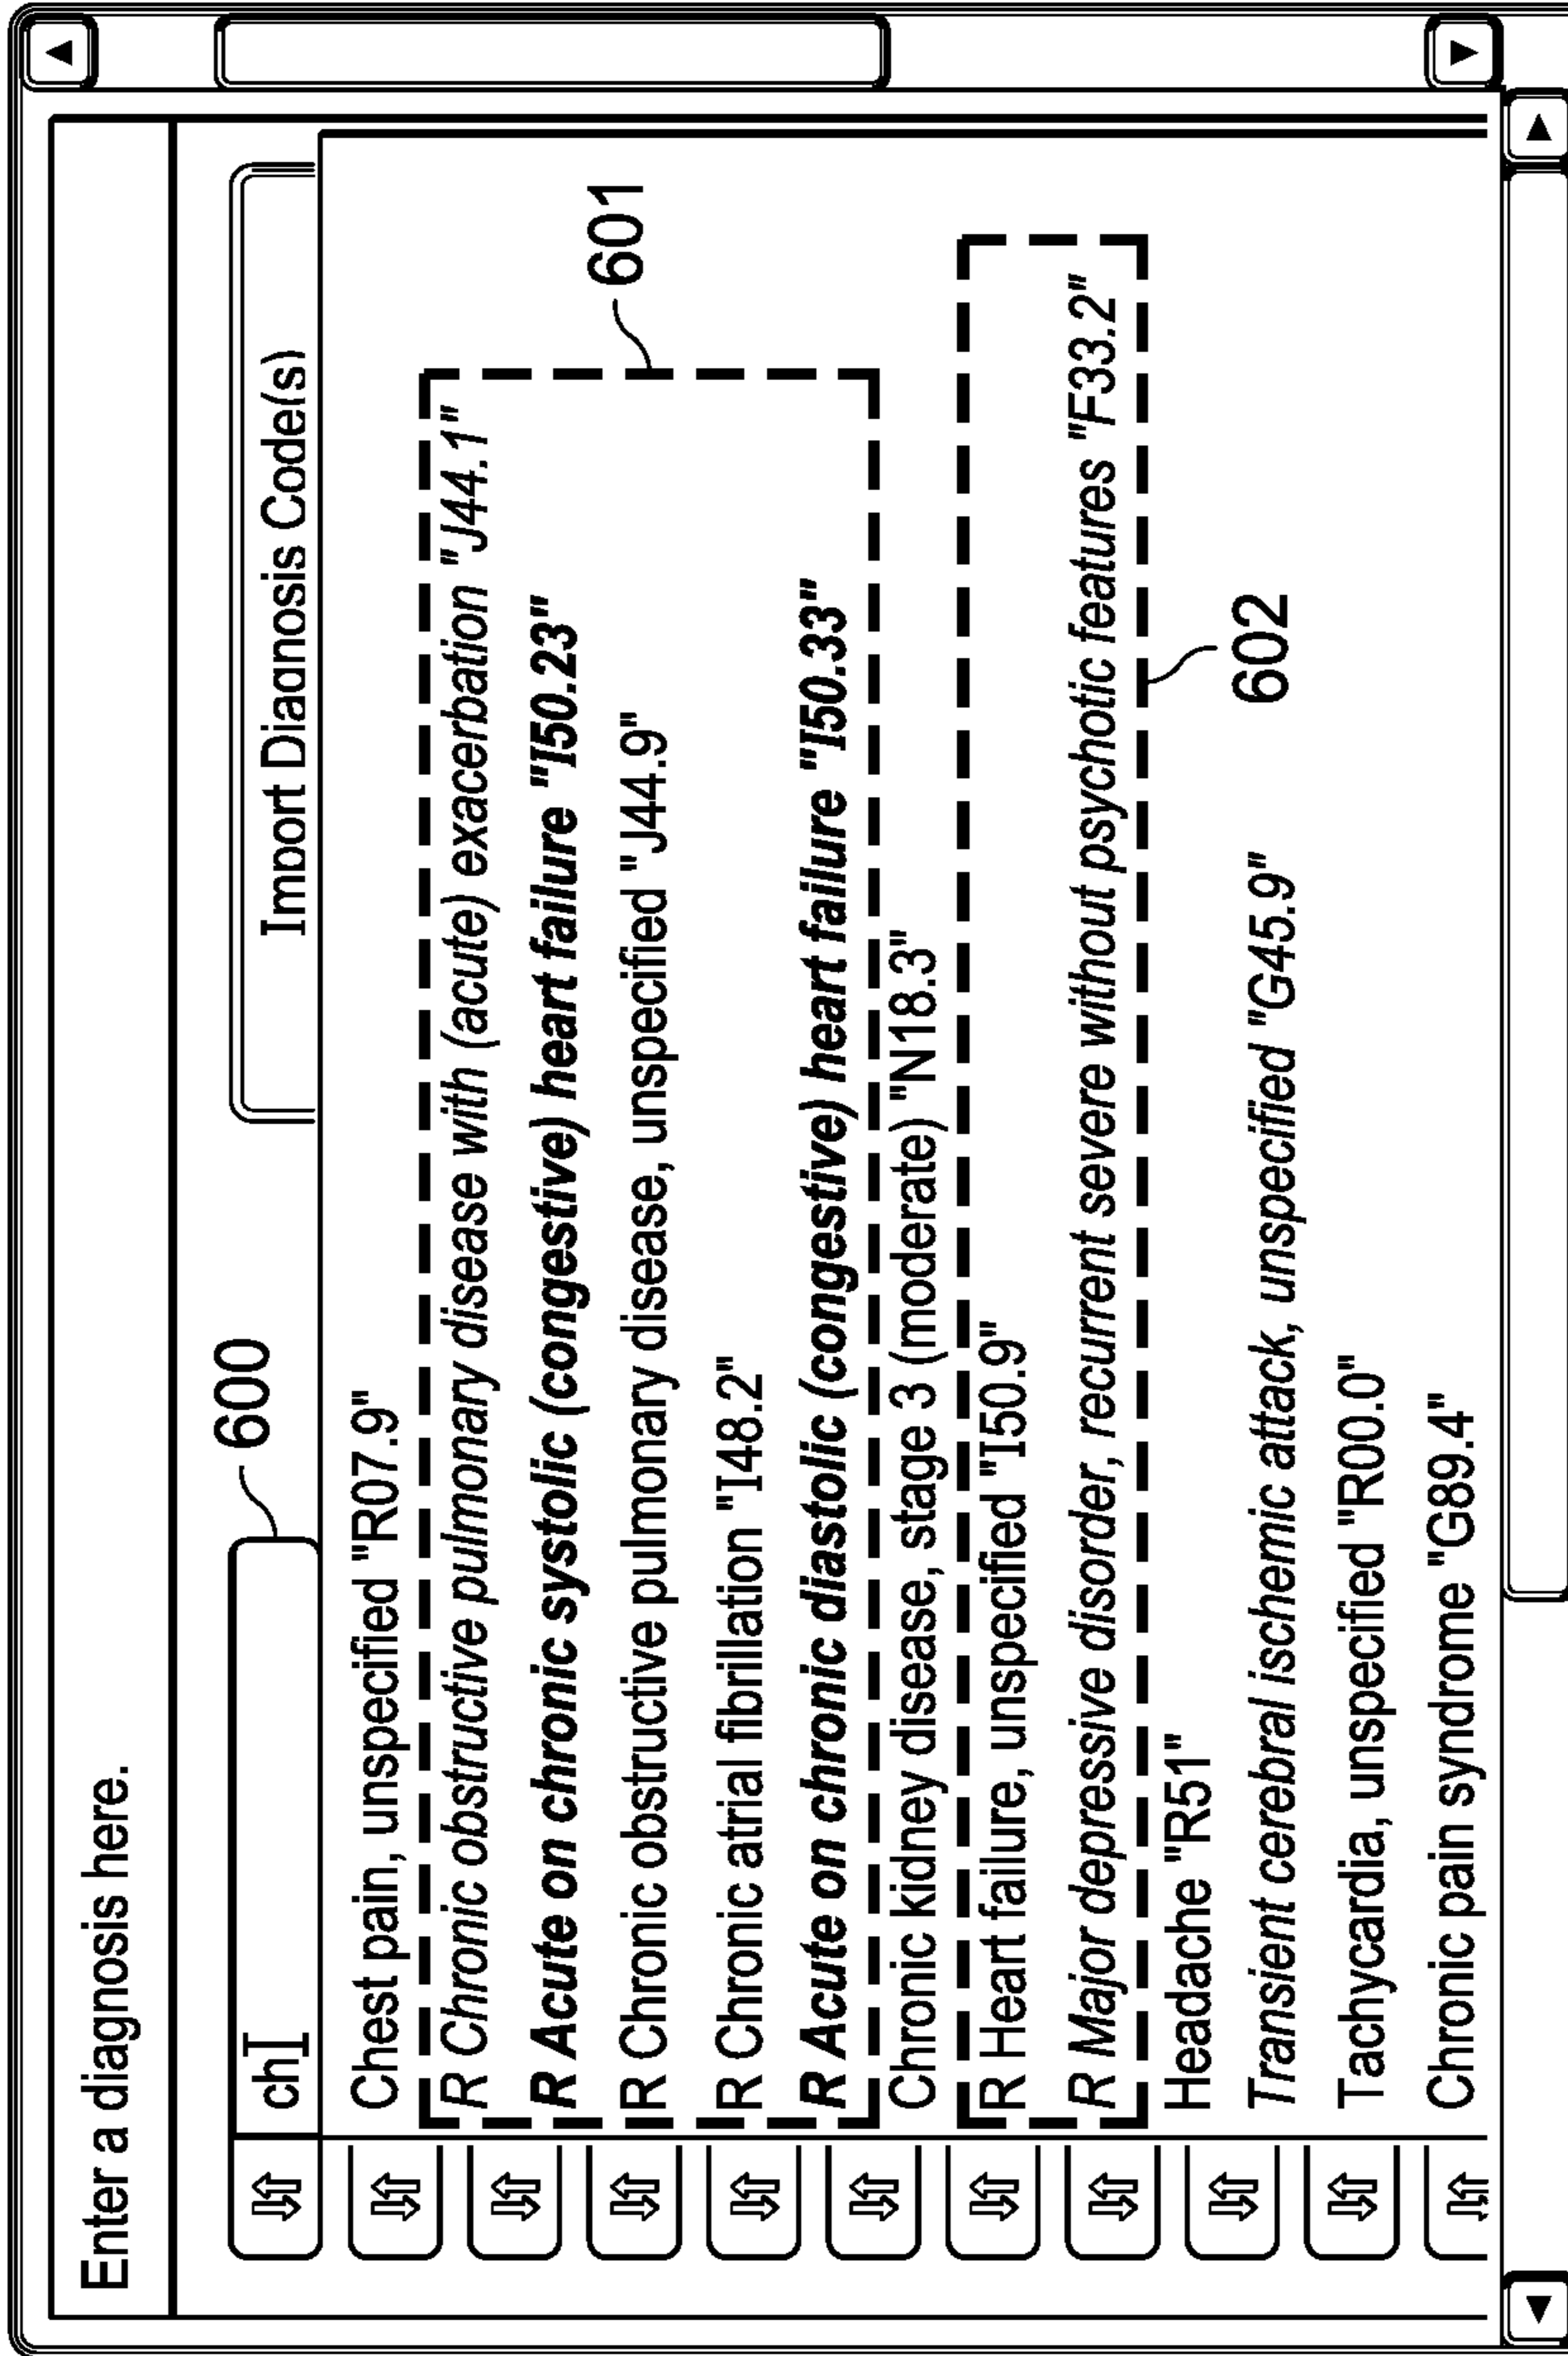 Enter a diagnosis here.
600
chI
Import Diagnosis Code(s)
Chest pain, unspecified "R07.9"
R Chronic obstructive pulmonary disease with (acute) exacerbation "J44.1"
R Acute on chronic systolic (congestive) heart failure "I50.23"
601
R Chronic obstructive pulmonary disease, unspecified "J44.9"
R Chronic atrial fibrillation "I48.2"
R Acute on chronic diastolic (congestive) heart failure "I50.33"
Chronic kidney disease, stage 3 (moderate) "N18.3"
R Heart failure, unspecified "I50.9"
R Major depressive disorder, recurrent severe without psychotic features "F33.2"
Headache "R51"
602
Transient cerebral ischemic attack, unspecified "G45.9"
Tachycardia, unspecified "R00.0"
Chronic pain syndrome "G89.4"